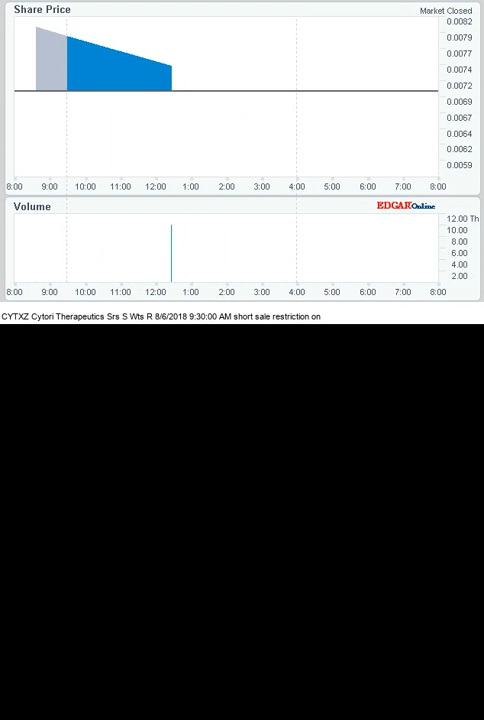 Share Price
Market Closed
0.0082
0.0079
0.0077
0.0074
0.0072
0.0069
0.0067
0.0064
0.0062
0.0059
8:00 9:00 10:00 11:00 12:00 1:00 2:00 3:00 4:00 5:00 6:00 7:00 8:00
Volume
EDGAROnline
12.00 Th
10.00
8.00
6.00
4.00
2.00
8:00 9:00 10:00 11:00 12:00 1:00 2:00 3:00 4:00 5:00 6:00 7:00 8:00
CYTXZ Cytori Therapeutics Srs S Wts R 8/6/2018 9:30:00 AM short sale restriction on